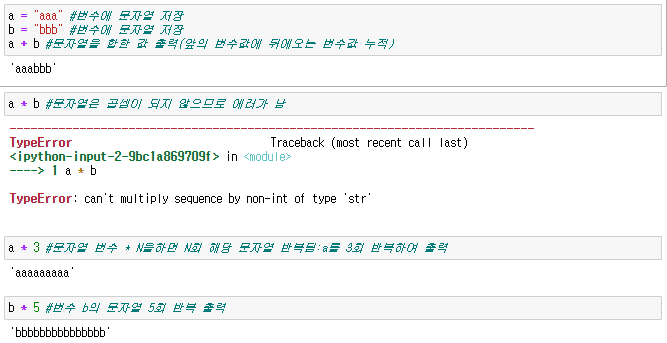 a = "aaa" #변수에 문자열 저장
b = "bbb" #변수에 문자열 저장
a + b #문자열을 합한 값 출력(앞의 변수값에 뒤에오는 변수값 누적)
'aaabbb'
a * b #문자열은 곱셈이 되지 않으므로 에러가 남
---------------------------------------------------------------------------
TypeError Traceback (most recent call last)
<ipython-input-2-9bc1a869709f> in <module>
----> 1 a * b
TypeError: can't multiply sequence by non-int of type 'str'
a * 3 #문자열 변수 * N을하면 N회 해당 문자열 반복됨:a를 3회 반복하여 출력
'aaaaaaaaa'
b * 5 #변수 b의 문자열 5회 반복 출력
'bbbbbbbbbbbbbbb'